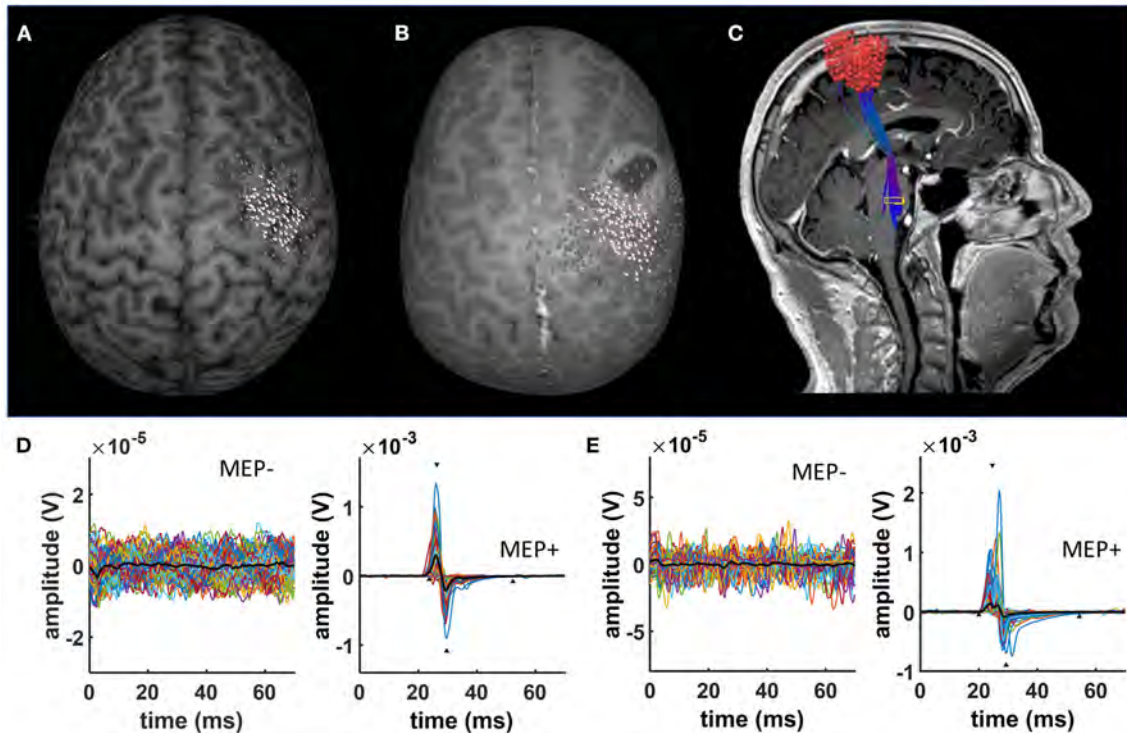 A
B
C
D
×10⁻⁵
MEP-
2
0
-2
amplitude (V)
0 20 40 60
time (ms)
×10⁻³
MEP+
1
0
-1
amplitude (V)
0 20 40 60
time (ms)
E
×10⁻⁵
MEP-
5
0
-5
amplitude (V)
0 20 40 60
time (ms)
×10⁻³
MEP+
2
1
0
-1
amplitude (V)
0 20 40 60
time (ms)